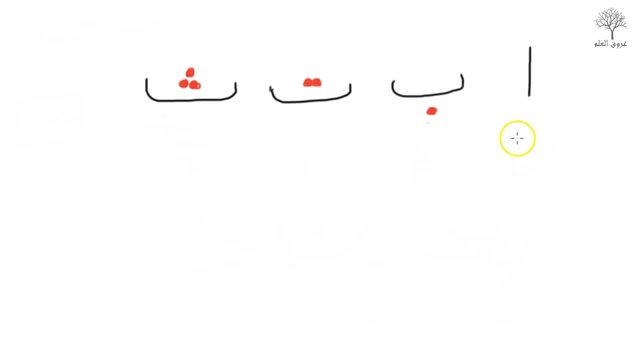 عروق العلم
ا ب ت ث